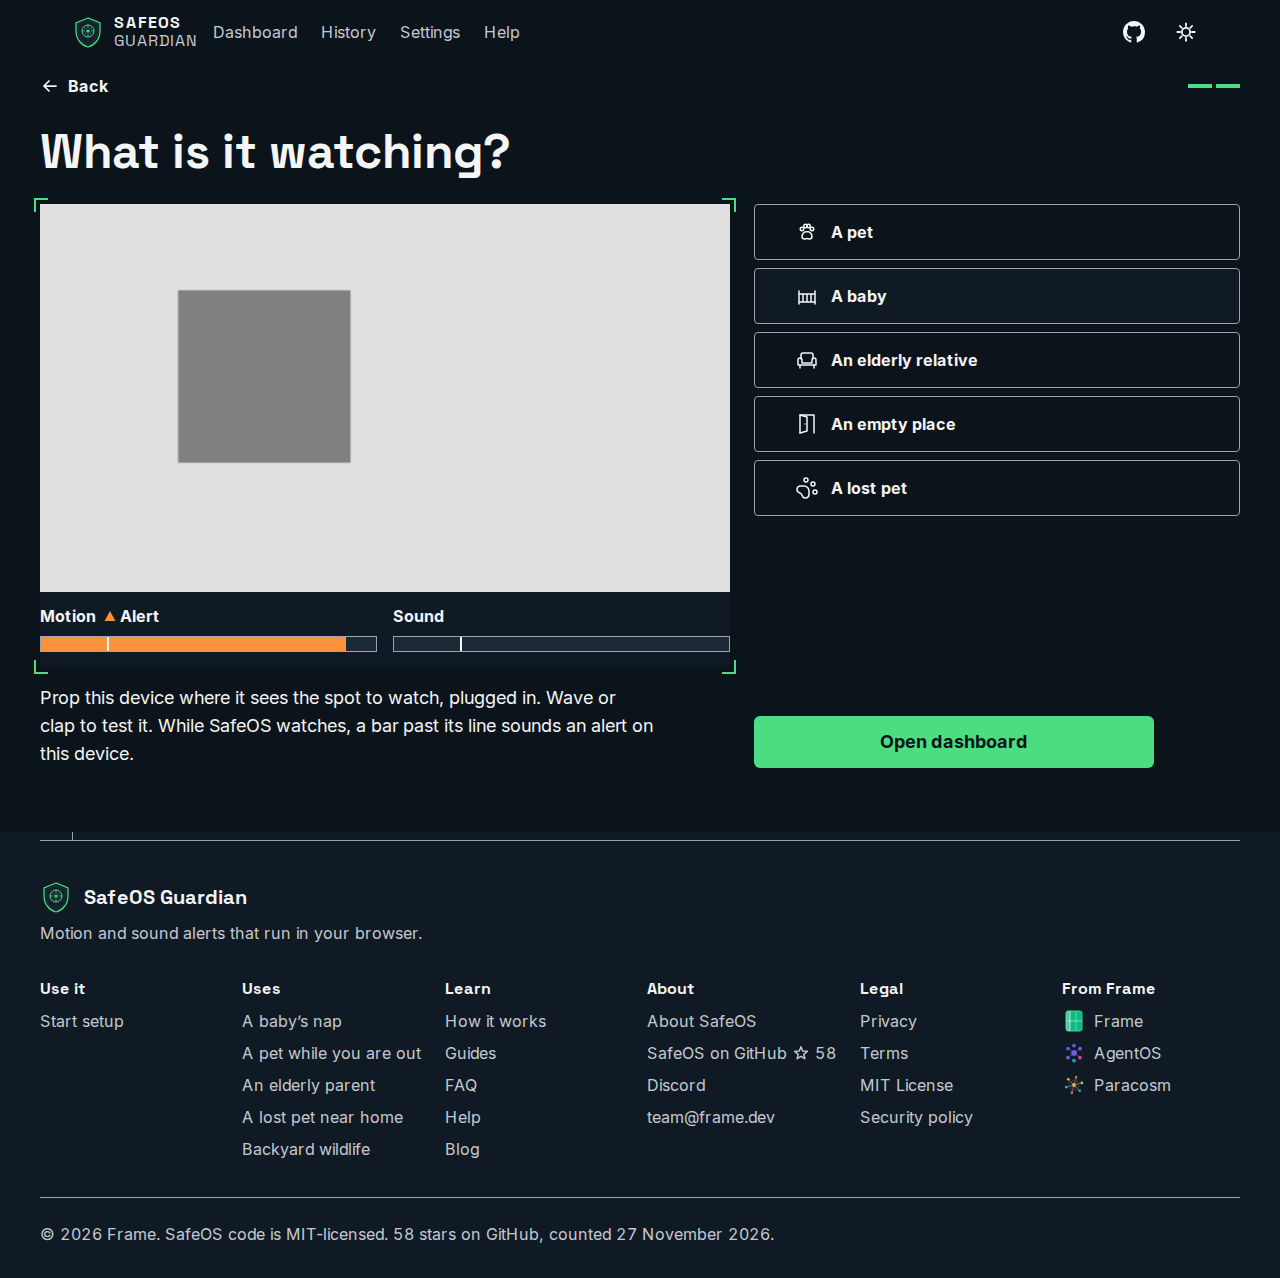 SAFEOS
GUARDIAN
Dashboard
History
Settings
Help
Back
What is it watching?
A pet
A baby
An elderly relative
An empty place
A lost pet
Motion
Alert
Sound
Prop this device where it sees the spot to watch, plugged in. Wave or
clap to test it. While SafeOS watches, a bar past its line sounds an alert on
this device.
Open dashboard
SafeOS Guardian
Motion and sound alerts that run in your browser.
Use it
Start setup
Uses
A baby’s nap
A pet while you are out
An elderly parent
A lost pet near home
Backyard wildlife
Learn
How it works
Guides
FAQ
Help
Blog
About
About SafeOS
SafeOS on GitHub ☆ 58
Discord
team@frame.dev
Legal
Privacy
Terms
MIT License
Security policy
From Frame
Frame
AgentOS
Paracosm
© 2026 Frame. SafeOS code is MIT-licensed. 58 stars on GitHub, counted 27 November 2026.